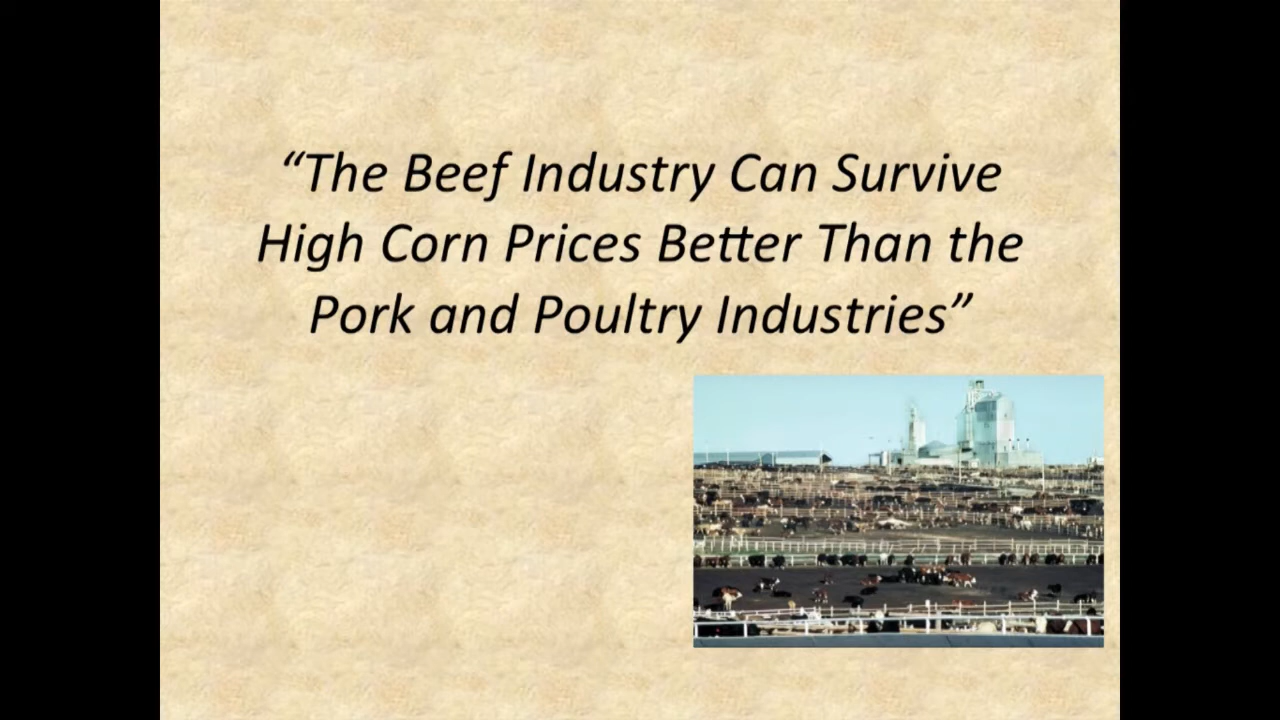 “The Beef Industry Can Survive
High Corn Prices Better Than the
Pork and Poultry Industries”